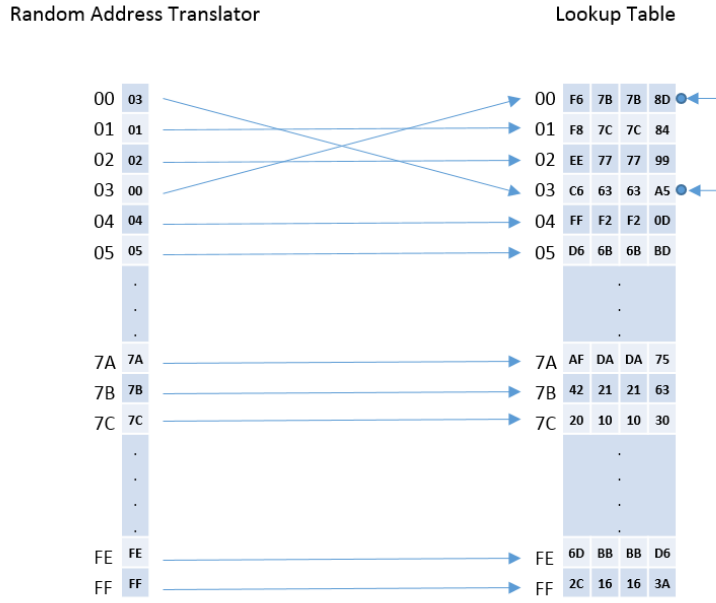 Random Address Translator Lookup Table
00 03 00 F6 7B 7B 8D
01 01 01 F8 7C 7C 84
02 02 02 EE 77 77 99
03 00 03 C6 63 63 A5
04 04 04 FF F2 F2 0D
05 05 05 D6 6B 6B BD
. .
. .
. .
7A 7A 7A AF DA DA 75
7B 7B 7B 42 21 21 63
7C 7C 7C 20 10 10 30
. .
. .
. .
. .
FE FE FE 6D BB BB D6
FF FF FF 2C 16 16 3A